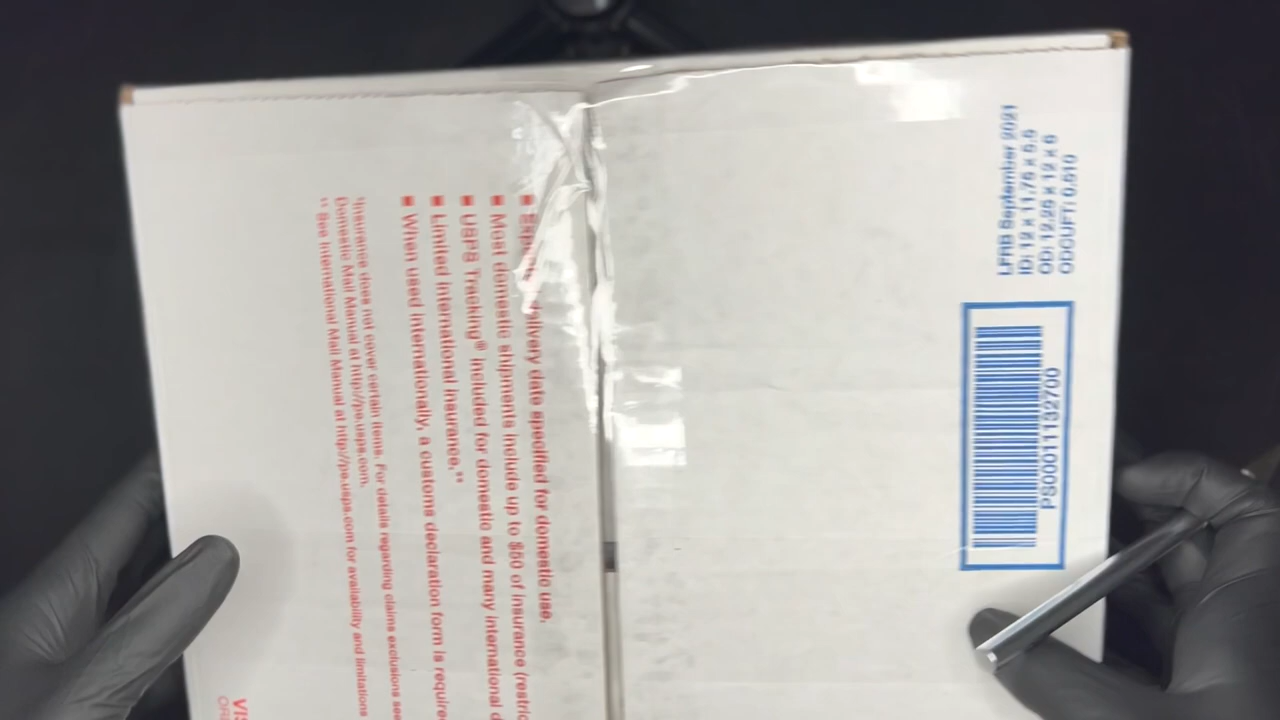 ■ Expected delivery date specified for domestic use.
■ Most domestic shipments include up to $50 of insurance (restric
■ USPS Tracking® included for domestic and many international d
■ Limited international insurance.**
■ When used internationally, a customs declaration form is require
*Insurance does not cover certain items. For details regarding claims exclusions see
Domestic Mail Manual at http://pe.usps.com.
** See International Mail Manual at http://pe.usps.com for availability and limitations
LFRB September 2021
ID: 12 x 11.75 x 5.5
OD: 12.25 x 12 x 6
ODCUFT: 0.510
PS0001132700